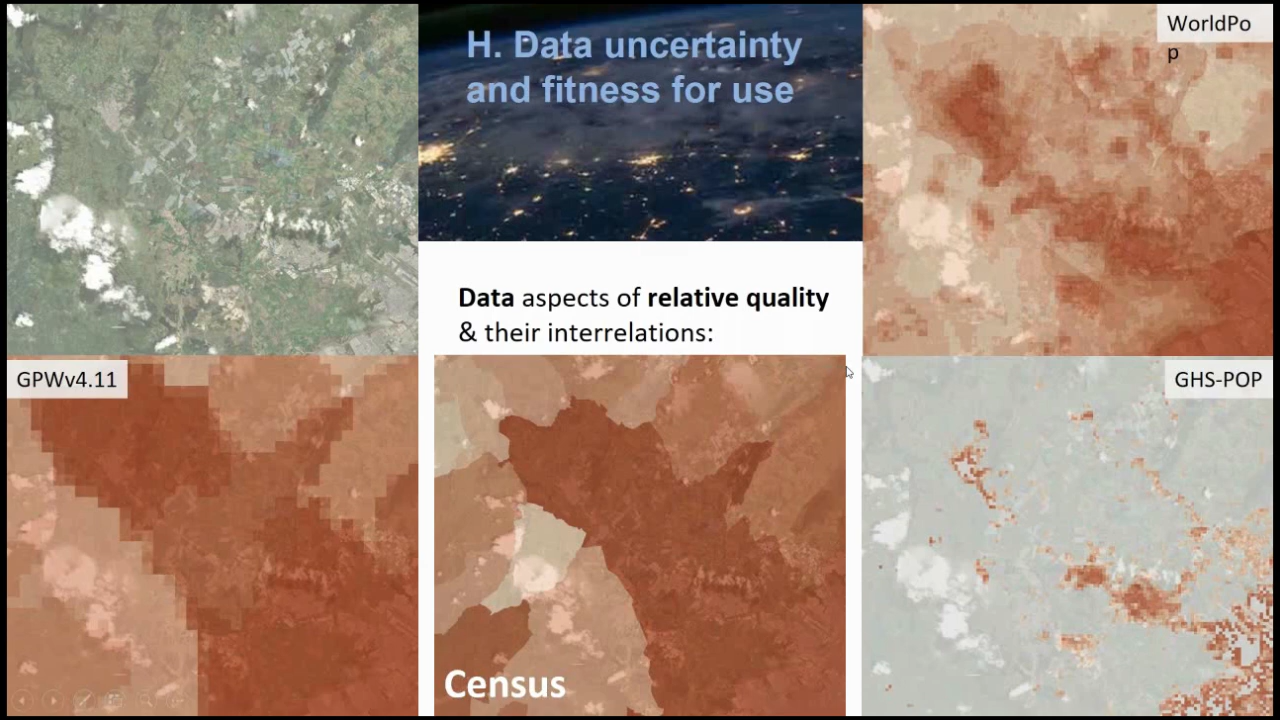 H. Data uncertainty
and fitness for use
WorldPo
p
Data aspects of relative quality
& their interrelations:
GPWv4.11
Census
GHS-POP